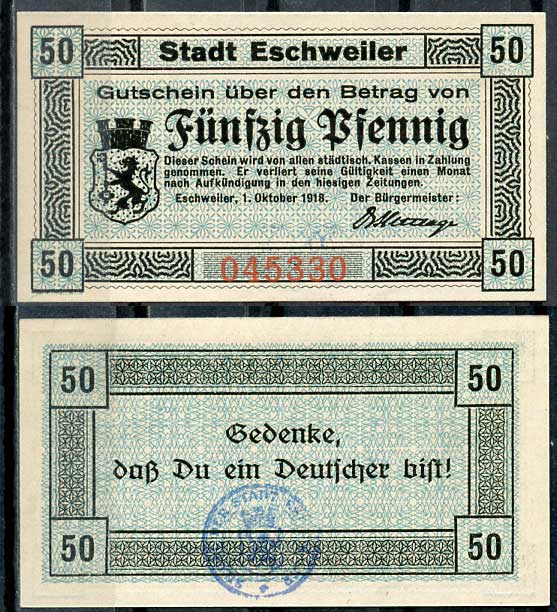 50 Stadt Eschweiler 50
Gutschein über den Betrag von
Fünfzig Pfennig
Dieser Schein wird von allen städtisch. Kassen in Zahlung
genommen. Er verliert seine Gültigkeit einen Monat
nach Aufkündigung in den hiesigen Zeitungen.
Eschweiler, 1. Oktober 1918. Der Bürgermeister:
50 045330 50
50 50
Gedenke,
daß Du ein Deutscher bist!
50 50